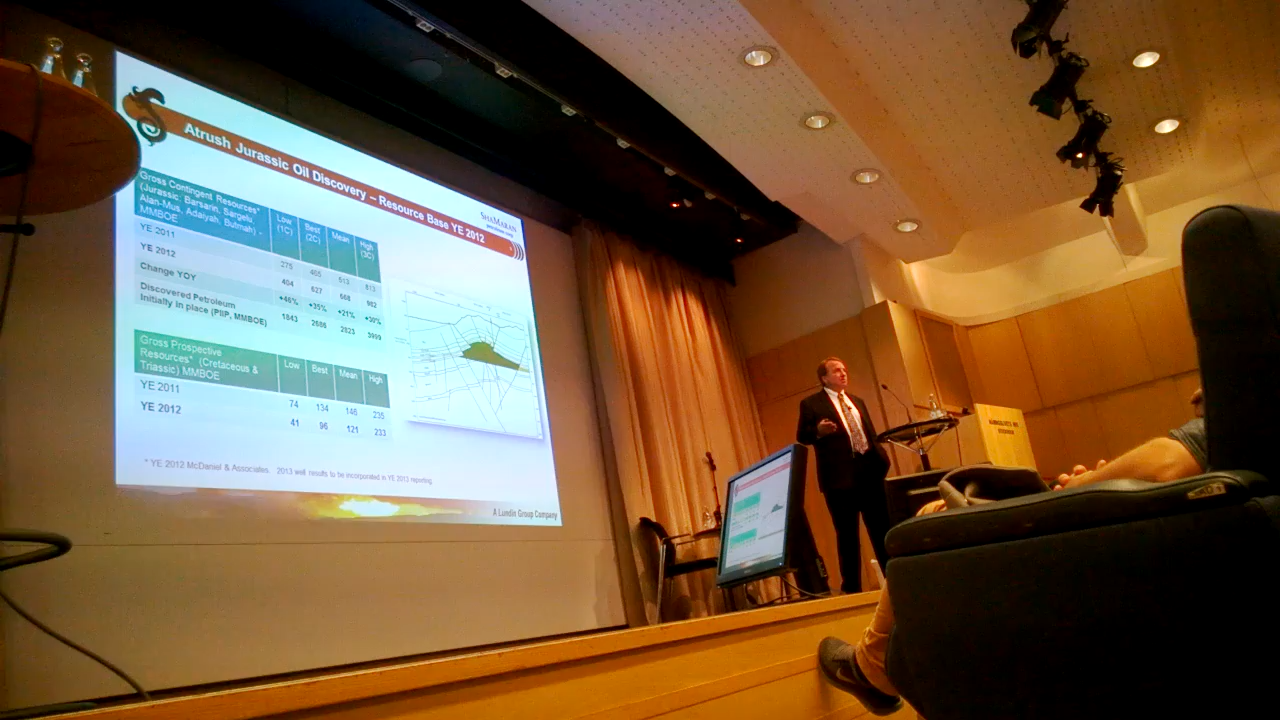 Atrush Jurassic Oil Discovery – Resource Base YE 2012
SHAMARAN
Gross Contingent Resources*
(Jurassic: Barsarin, Sargelu,
Alan-Mus, Adaiyah, Butmah) -
MMBOE
Low (1C) Best (2C) Mean High (3C)
YE 2011 275 465 513 813
YE 2012 404 627 668 982
Change YOY +46% +35% +21% +30%
Discovered Petroleum
Initially in place (PIIP, MMBOE) 1843 2686 2823 3999
Gross Prospective
Resources* (Cretaceous &
Triassic) MMBOE
Low Best Mean High
YE 2011 74 134 146 235
YE 2012 41 96 121 233
* YE 2012 McDaniel & Associates. 2013 well results to be incorporated in YE 2013 reporting.
A Lundin Group Company